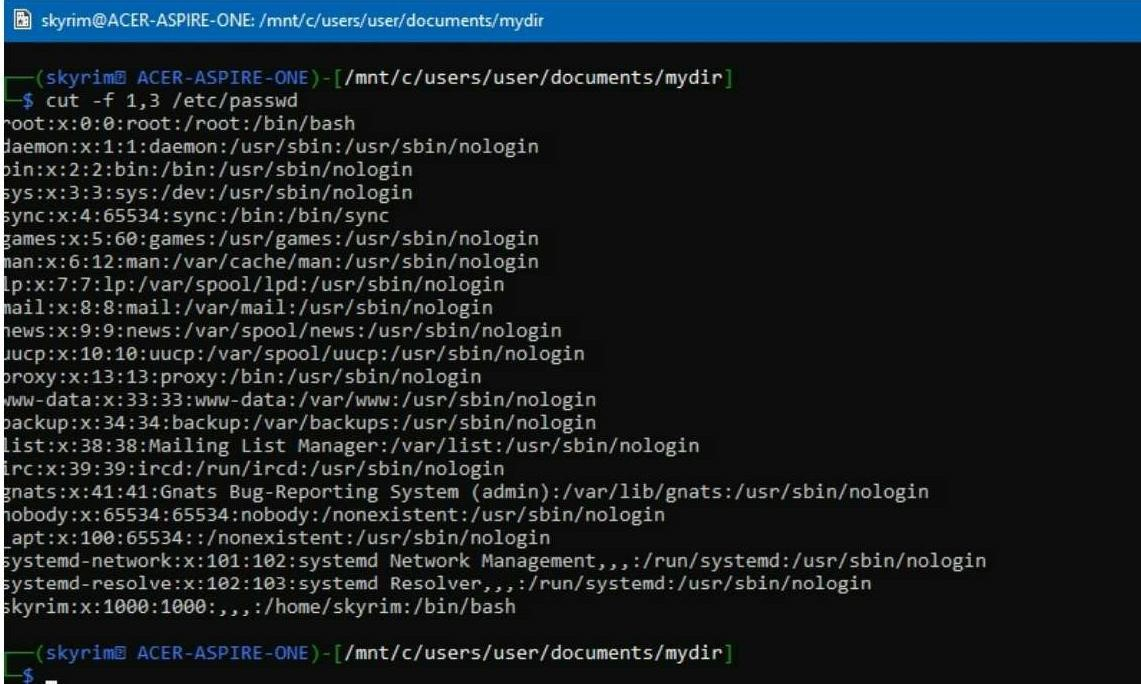 skyrim@ACER-ASPIRE-ONE: /mnt/c/users/user/documents/mydir
(skyrim ACER-ASPIRE-ONE)-[/mnt/c/users/user/documents/mydir]
$ cut -f 1,3 /etc/passwd
root:x:0:0:root:/root:/bin/bash
daemon:x:1:1:daemon:/usr/sbin:/usr/sbin/nologin
bin:x:2:2:bin:/bin:/usr/sbin/nologin
sys:x:3:3:sys:/dev:/usr/sbin/nologin
sync:x:4:65534:sync:/bin:/bin/sync
games:x:5:60:games:/usr/games:/usr/sbin/nologin
man:x:6:12:man:/var/cache/man:/usr/sbin/nologin
lp:x:7:7:lp:/var/spool/lpd:/usr/sbin/nologin
mail:x:8:8:mail:/var/mail:/usr/sbin/nologin
news:x:9:9:news:/var/spool/news:/usr/sbin/nologin
uucp:x:10:10:uucp:/var/spool/uucp:/usr/sbin/nologin
proxy:x:13:13:proxy:/bin:/usr/sbin/nologin
www-data:x:33:33:www-data:/var/www:/usr/sbin/nologin
backup:x:34:34:backup:/var/backups:/usr/sbin/nologin
list:x:38:38:Mailing List Manager:/var/list:/usr/sbin/nologin
irc:x:39:39:ircd:/run/ircd:/usr/sbin/nologin
gnats:x:41:41:Gnats Bug-Reporting System (admin):/var/lib/gnats:/usr/sbin/nologin
nobody:x:65534:65534:nobody:/nonexistent:/usr/sbin/nologin
_apt:x:100:65534::/nonexistent:/usr/sbin/nologin
systemd-network:x:101:102:systemd Network Management,,,:/run/systemd:/usr/sbin/nologin
systemd-resolve:x:102:103:systemd Resolver,,,:/run/systemd:/usr/sbin/nologin
skyrim:x:1000:1000:,,,:/home/skyrim:/bin/bash
(skyrim ACER-ASPIRE-ONE)-[/mnt/c/users/user/documents/mydir]
$